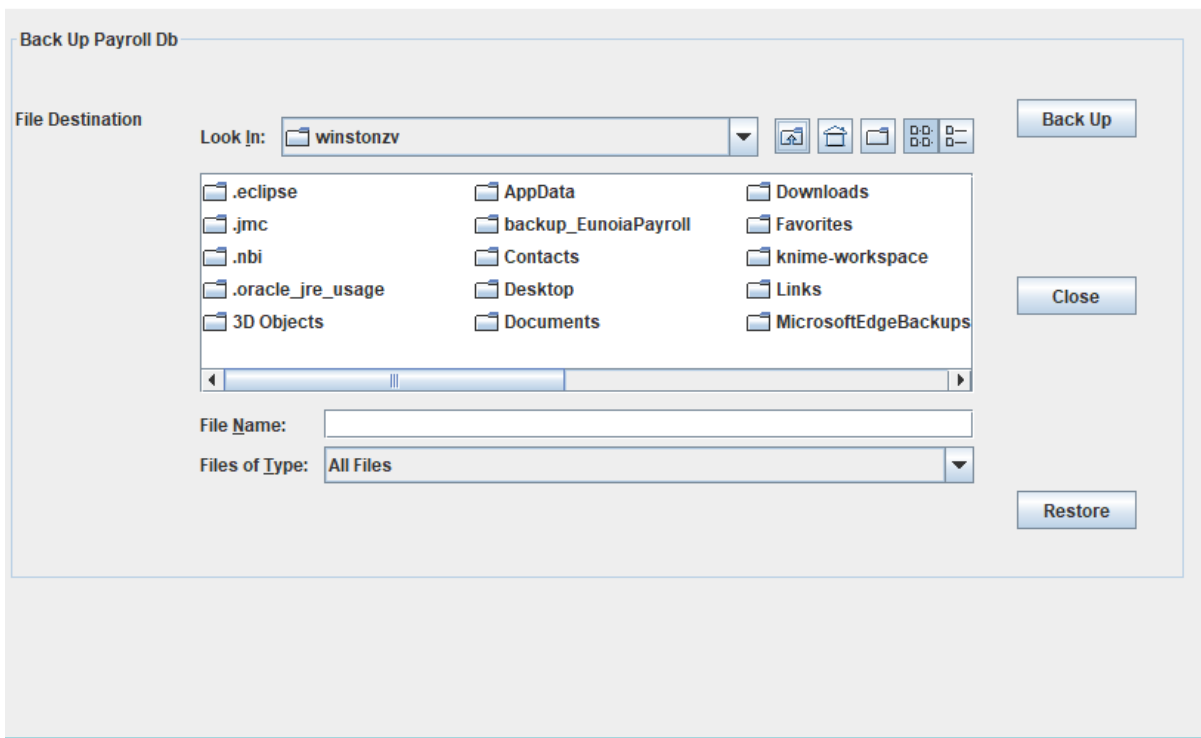 Back Up Payroll Db
File Destination
Back Up
Look In: winstonzv
.eclipse AppData Downloads
.jmc backup_EunoiaPayroll Favorites
.nbi Contacts knime-workspace
.oracle_jre_usage Desktop Links
3D Objects Documents MicrosoftEdgeBackups
Close
File Name:
Files of Type: All Files
Restore